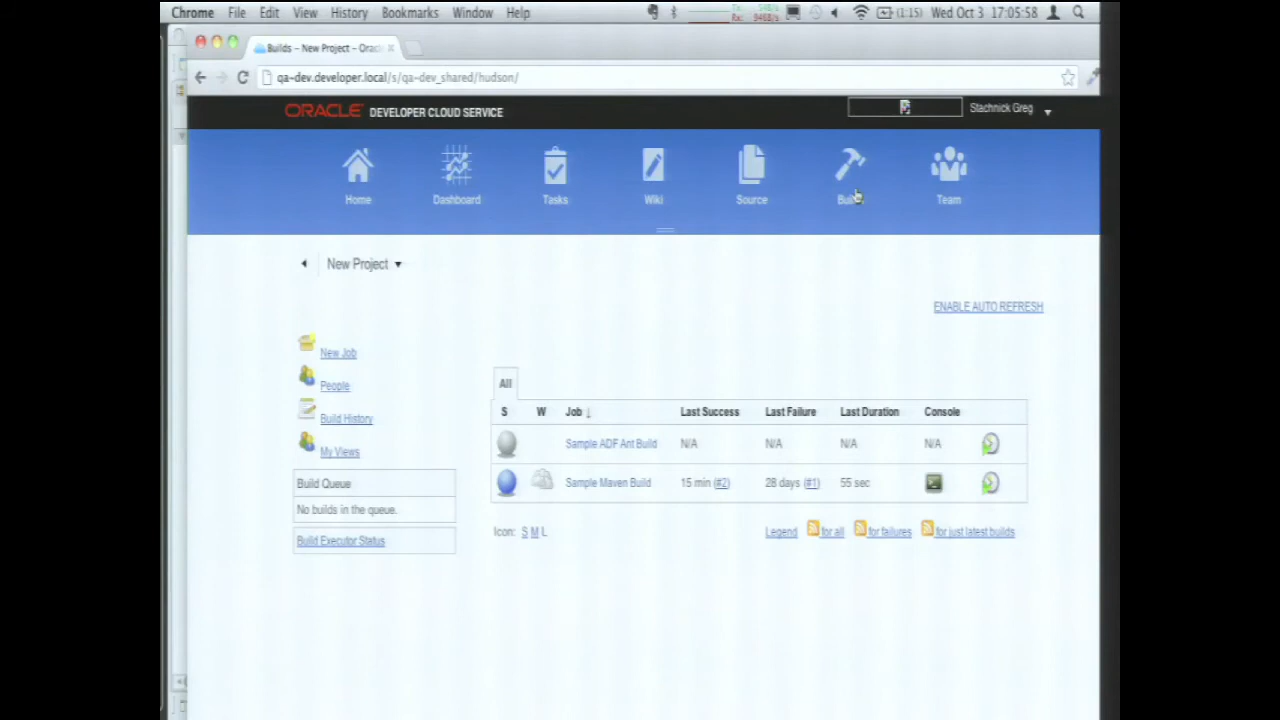 Chrome File Edit View History Bookmarks Window Help (1:15) Wed Oct 3 17:05:58
Builds – New Project – Orac
qa-dev.developer.local/s/qa-dev_shared/hudson/
ORACLE DEVELOPER CLOUD SERVICE Stachnick Greg
Home Dashboard Tasks Wiki Source Team
New Project
ENABLE AUTO REFRESH
New Job
People
Build History
My Views
Build Queue
No builds in the queue.
Build Executor Status
All
S W Job ↓ Last Success Last Failure Last Duration Console
Sample ADF Ant Build N/A N/A N/A N/A
Sample Maven Build 15 min (#2) 28 days (#1) 55 sec
Icon: S M L Legend for all for failures for just latest builds